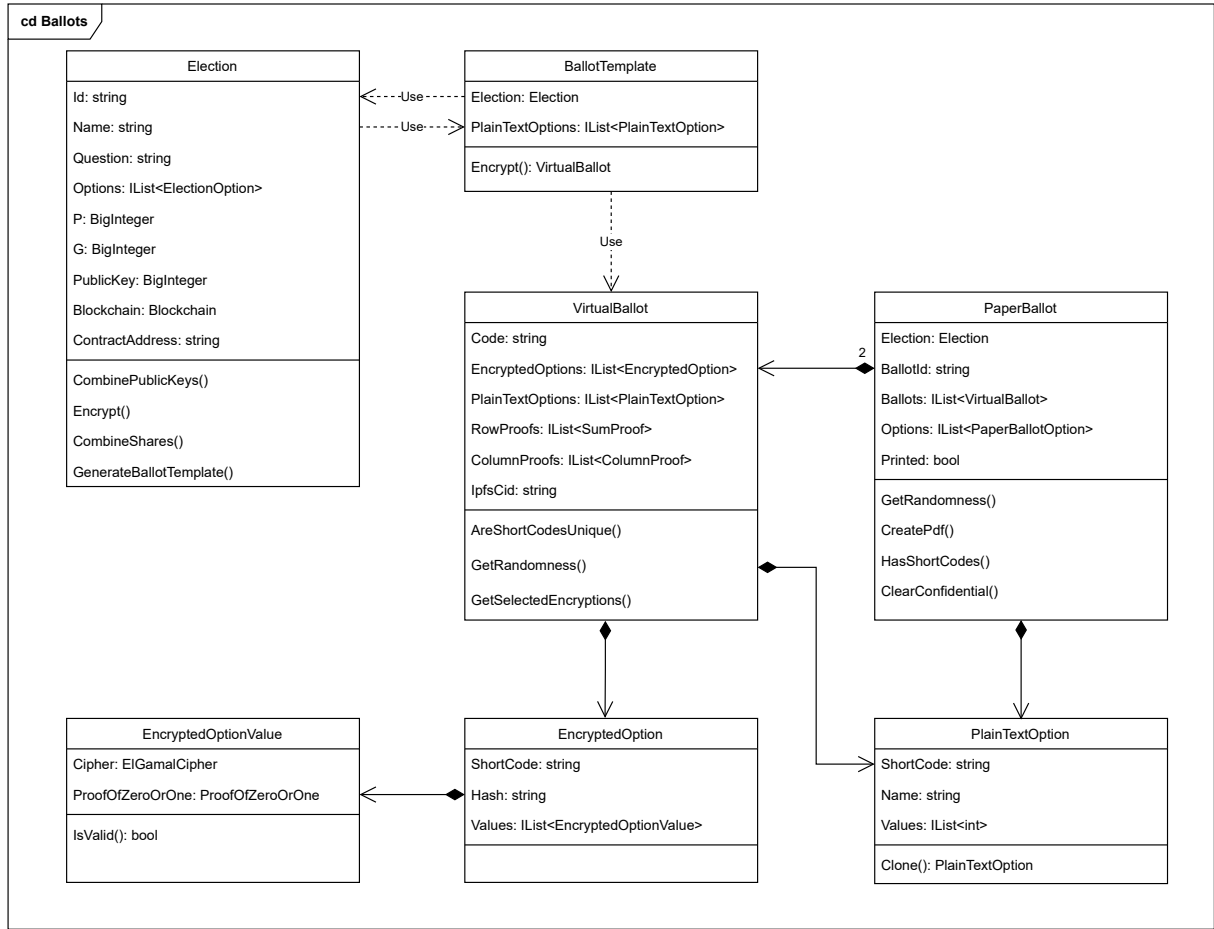 cd Ballots
Election
Id: string
Name: string
Question: string
Options: IList<ElectionOption>
P: BigInteger
G: BigInteger
PublicKey: BigInteger
Blockchain: Blockchain
ContractAddress: string
CombinePublicKeys()
Encrypt()
CombineShares()
GenerateBallotTemplate()
Use
Use
BallotTemplate
Election: Election
PlainTextOptions: IList<PlainTextOption>
Encrypt(): VirtualBallot
Use
VirtualBallot
Code: string
EncryptedOptions: IList<EncryptedOption>
PlainTextOptions: IList<PlainTextOption>
RowProofs: IList<SumProof>
ColumnProofs: IList<ColumnProof>
IpfsCid: string
AreShortCodesUnique()
GetRandomness()
GetSelectedEncryptions()
2
PaperBallot
Election: Election
BallotId: string
Ballots: IList<VirtualBallot>
Options: IList<PaperBallotOption>
Printed: bool
GetRandomness()
CreatePdf()
HasShortCodes()
ClearConfidential()
EncryptedOptionValue
Cipher: ElGamalCipher
ProofOfZeroOrOne: ProofOfZeroOrOne
IsValid(): bool
EncryptedOption
ShortCode: string
Hash: string
Values: IList<EncryptedOptionValue>
PlainTextOption
ShortCode: string
Name: string
Values: IList<int>
Clone(): PlainTextOption